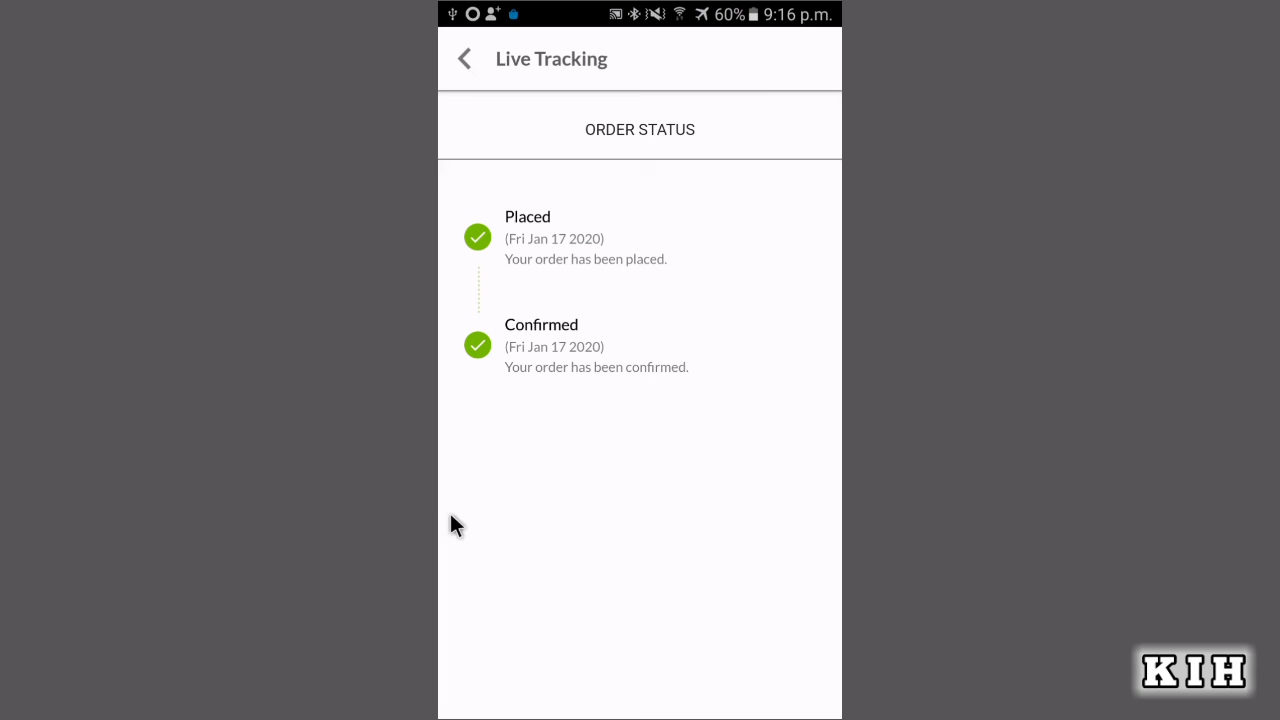 60% 9:16 p.m.
Live Tracking
ORDER STATUS
Placed
(Fri Jan 17 2020)
Your order has been placed.
Confirmed
(Fri Jan 17 2020)
Your order has been confirmed.
KIH